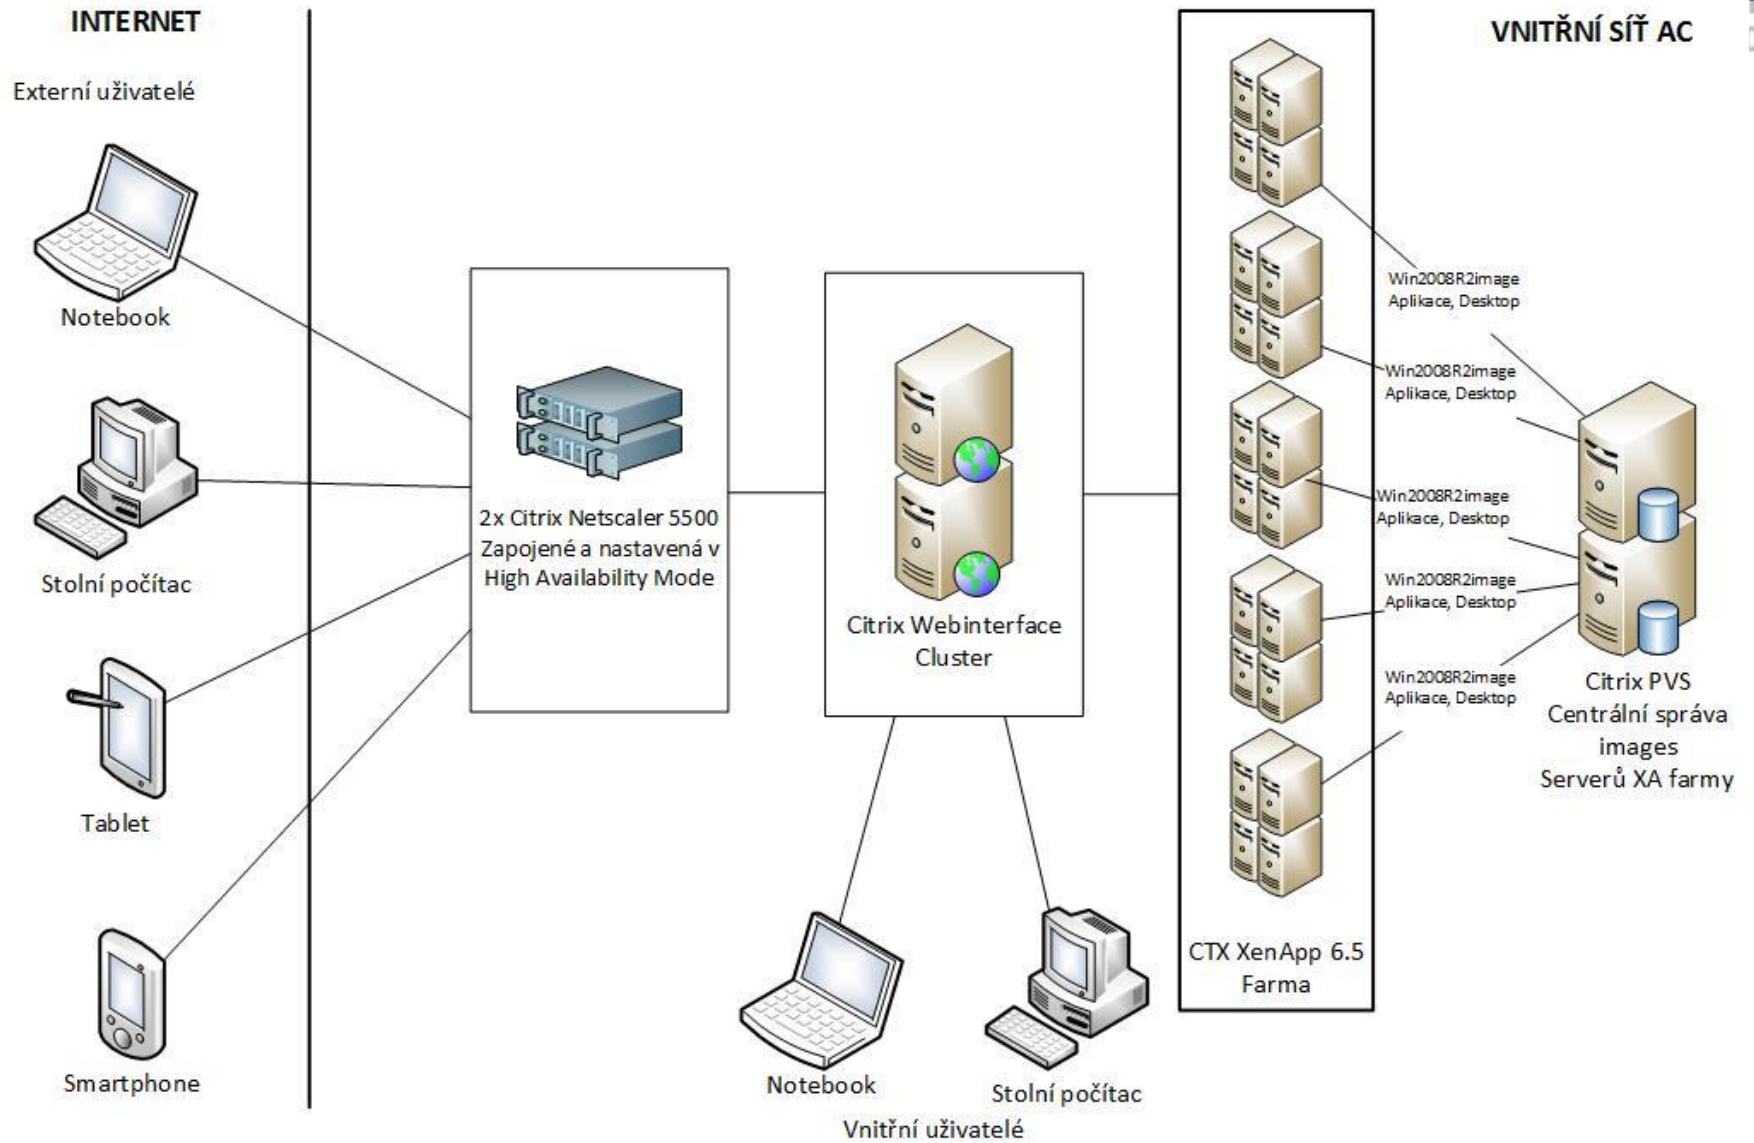 INTERNET
VNITŘNÍ SÍŤ AC
Externí uživatelé
Notebook
Stolní počítac
Tablet
Smartphone
2x Citrix Netscaler 5500
Zapojené a nastavená v
High Availability Mode
Citrix Webinterface
Cluster
Notebook
Stolní počítac
Vnitřní uživatelé
CTX XenApp 6.5
Farma
Win2008R2image
Aplikace, Desktop
Win2008R2image
Aplikace, Desktop
Win2008R2image
Aplikace, Desktop
Win2008R2image
Aplikace, Desktop
Win2008R2image
Aplikace, Desktop
Citrix PVS
Centrální správa
images
Serverů XA farmy